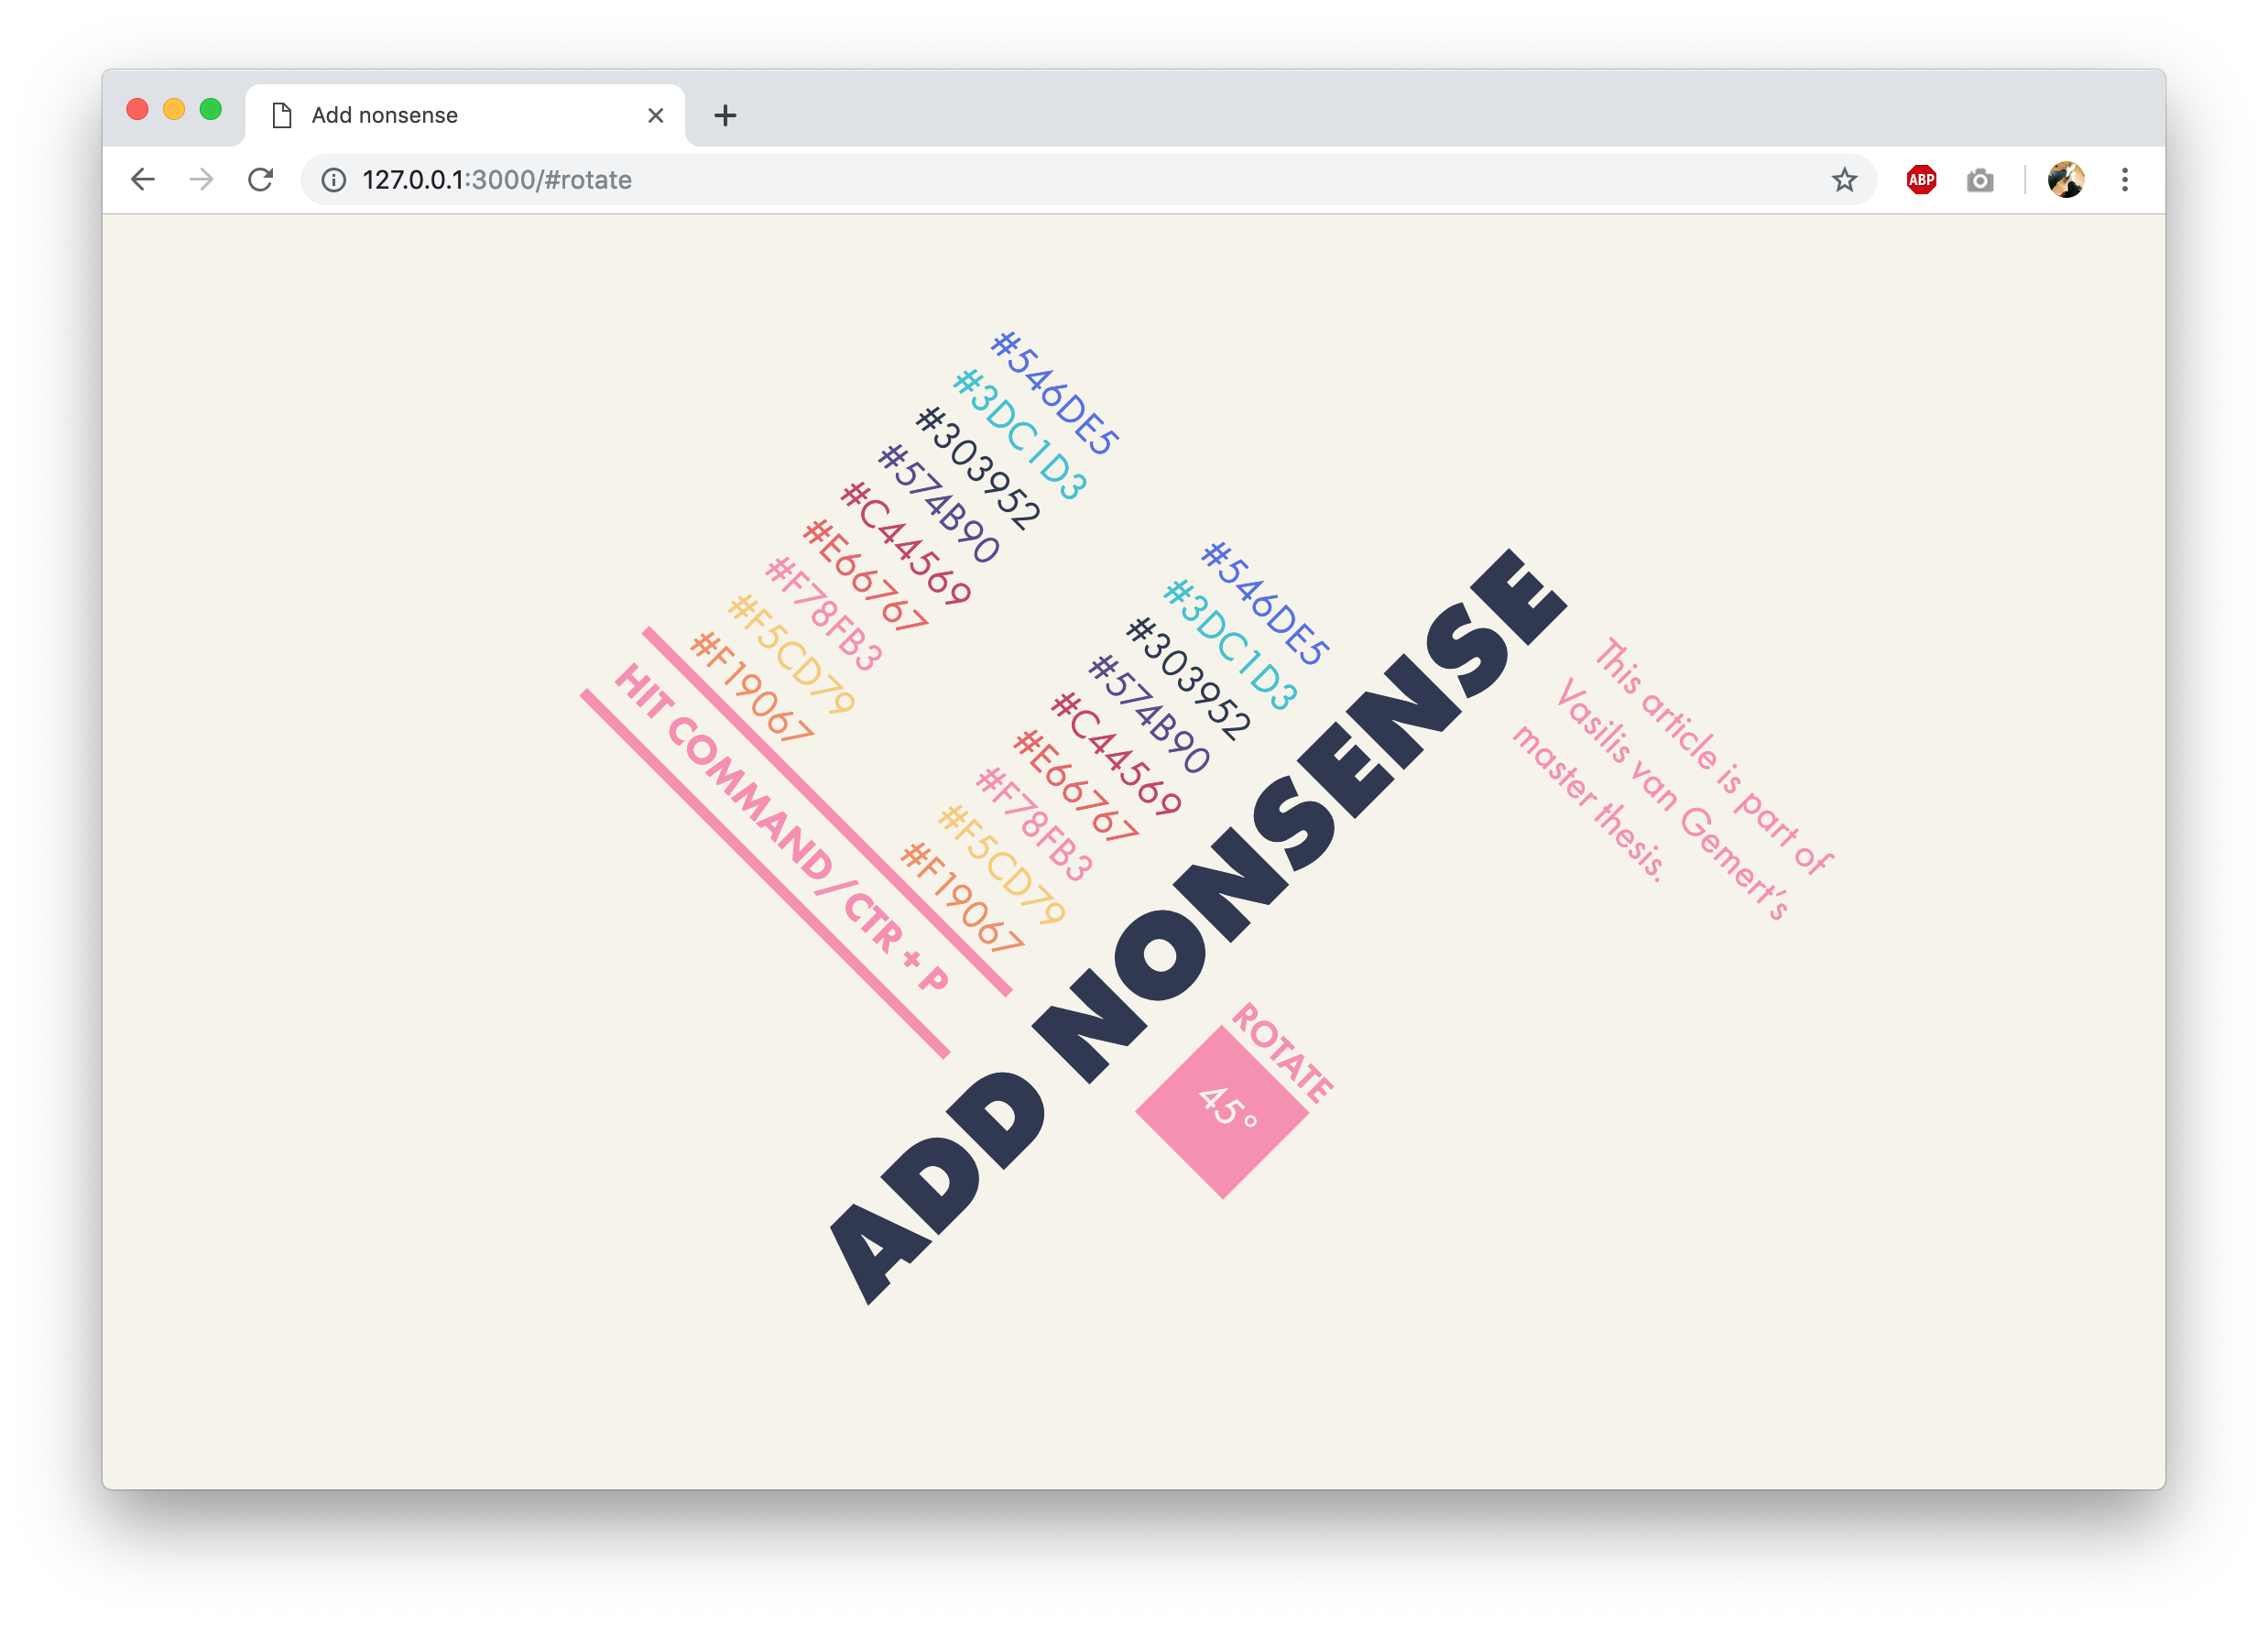 Add nonsense
127.0.0.1:3000/#rotate
ABP
#546DE5
#3DC1D3
#303952
#574B90
#C44569
#E66767
#F78FB3
#F5CD79
#F19067
HIT COMMAND/CTR + P
#546DE5
#3DC1D3
#303952
#574B90
#C44569
#E66767
#F78FB3
#F5CD79
#F19067
ADD NONSENSE
This article is part of
Vasilis van Gemert's
master thesis.
ROTATE
45°